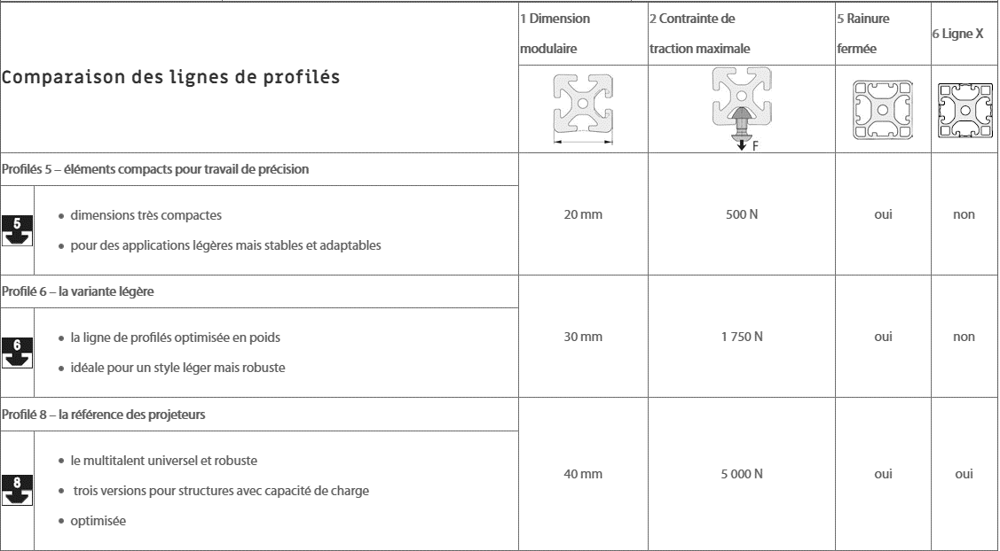 1 Dimension
modulaire
2 Contrainte de
traction maximale
5 Rainure
fermée
6 Ligne X
Comparaison des lignes de profilés
F
Profilés 5 – éléments compacts pour travail de précision
5
dimensions très compactes
pour des applications légères mais stables et adaptables
20 mm
500 N
oui
non
Profilé 6 – la variante légère
6
la ligne de profilés optimisée en poids
idéale pour un style léger mais robuste
30 mm
1 750 N
oui
non
Profilé 8 – la référence des projeteurs
8
le multitalent universel et robuste
trois versions pour structures avec capacité de charge
optimisée
40 mm
5 000 N
oui
oui